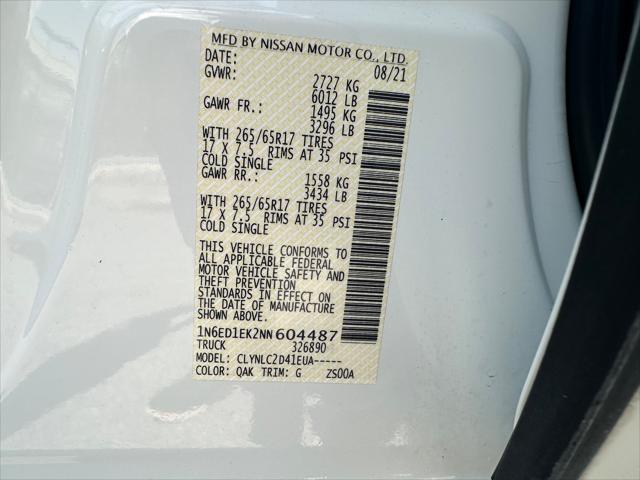 MFD BY NISSAN MOTOR CO., LTD.
DATE: 08/21
GVWR: 2727 KG
6012 LB
GAWR FR.: 1495 KG
3296 LB
WITH 265/65R17 TIRES
17 X 7.5 RIMS AT 35 PSI
COLD SINGLE
GAWR RR.: 1558 KG
3434 LB
WITH 265/65R17 TIRES
17 X 7.5 RIMS AT 35 PSI
COLD SINGLE
THIS VEHICLE CONFORMS TO
ALL APPLICABLE FEDERAL
MOTOR VEHICLE SAFETY AND
THEFT PREVENTION
STANDARDS IN EFFECT ON
THE DATE OF MANUFACTURE
SHOWN ABOVE.
1N6ED1EK2NN604487
TRUCK 326890
MODEL: CLYNLC2D41EUA-----
COLOR: QAK TRIM: G ZS00A